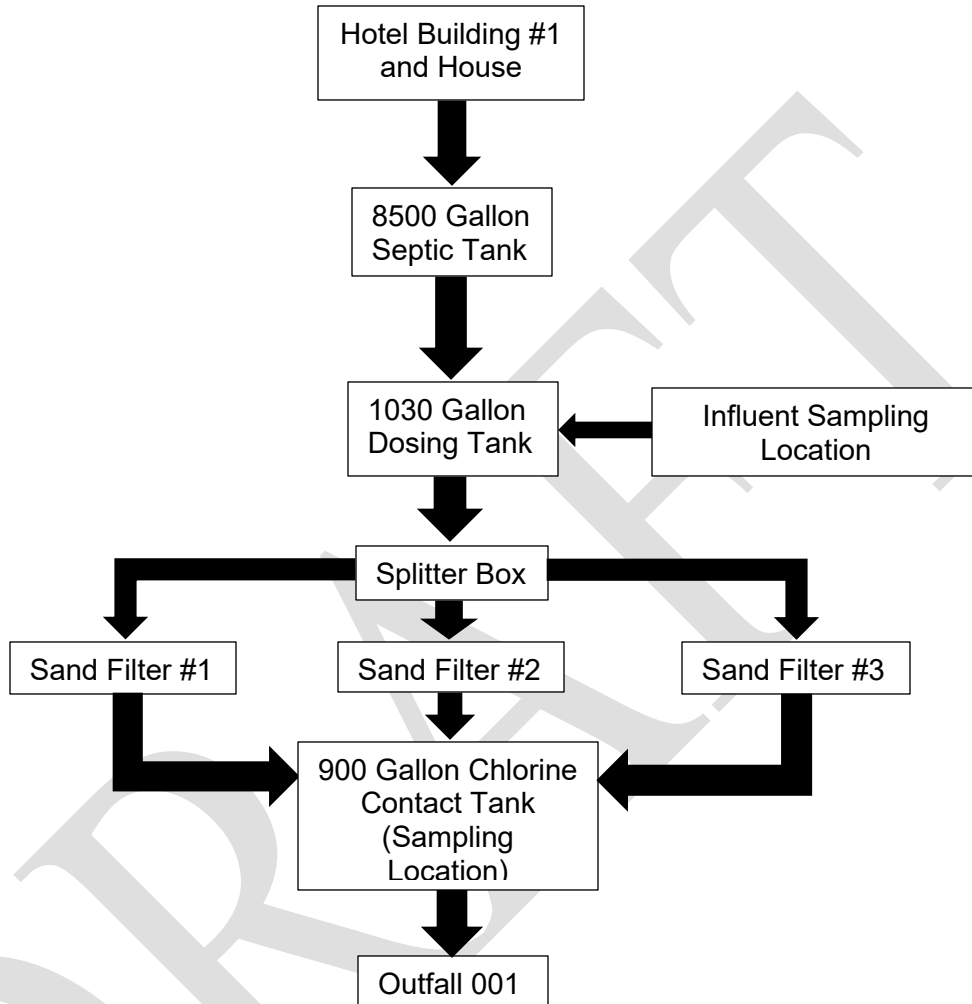 Hotel Building #1
and House
8500 Gallon
Septic Tank
1030 Gallon
Dosing Tank
Influent Sampling
Location
Splitter Box
Sand Filter #1
Sand Filter #2
Sand Filter #3
900 Gallon Chlorine
Contact Tank
(Sampling
Location)
Outfall 001
DRAFT